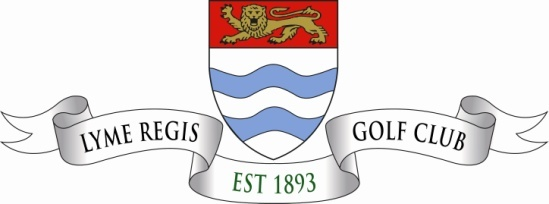 LYME REGIS
GOLF CLUB
EST 1893